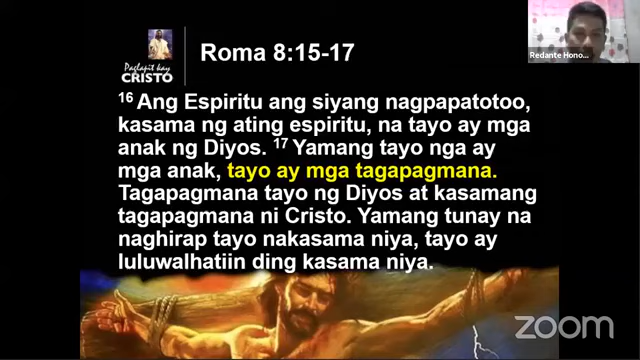 Paglapit kay
CRISTO
Roma 8:15-17
Redante Hono...
16 Ang Espiritu ang siyang nagpapatotoo,
kasama ng ating espiritu, na tayo ay mga
anak ng Diyos. 17 Yamang tayo nga ay
mga anak, tayo ay mga tagapagmana.
Tagapagmana tayo ng Diyos at kasamang
tagapagmana ni Cristo. Yamang tunay na
naghirap tayo nakasama niya, tayo ay
luluwalhatiin ding kasama niya.
zoom